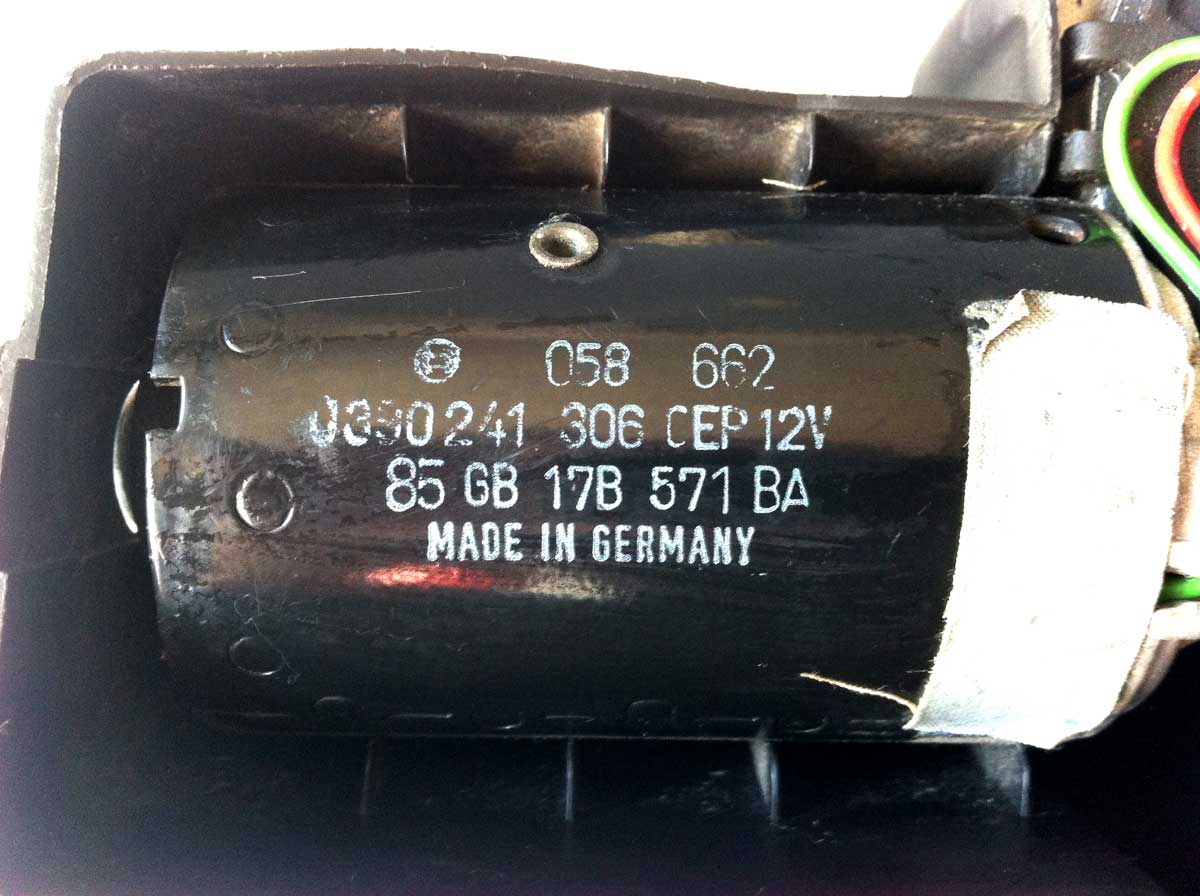 058 662
0390 241 306 CEP 12V
85 GB 17B 571 BA
MADE IN GERMANY